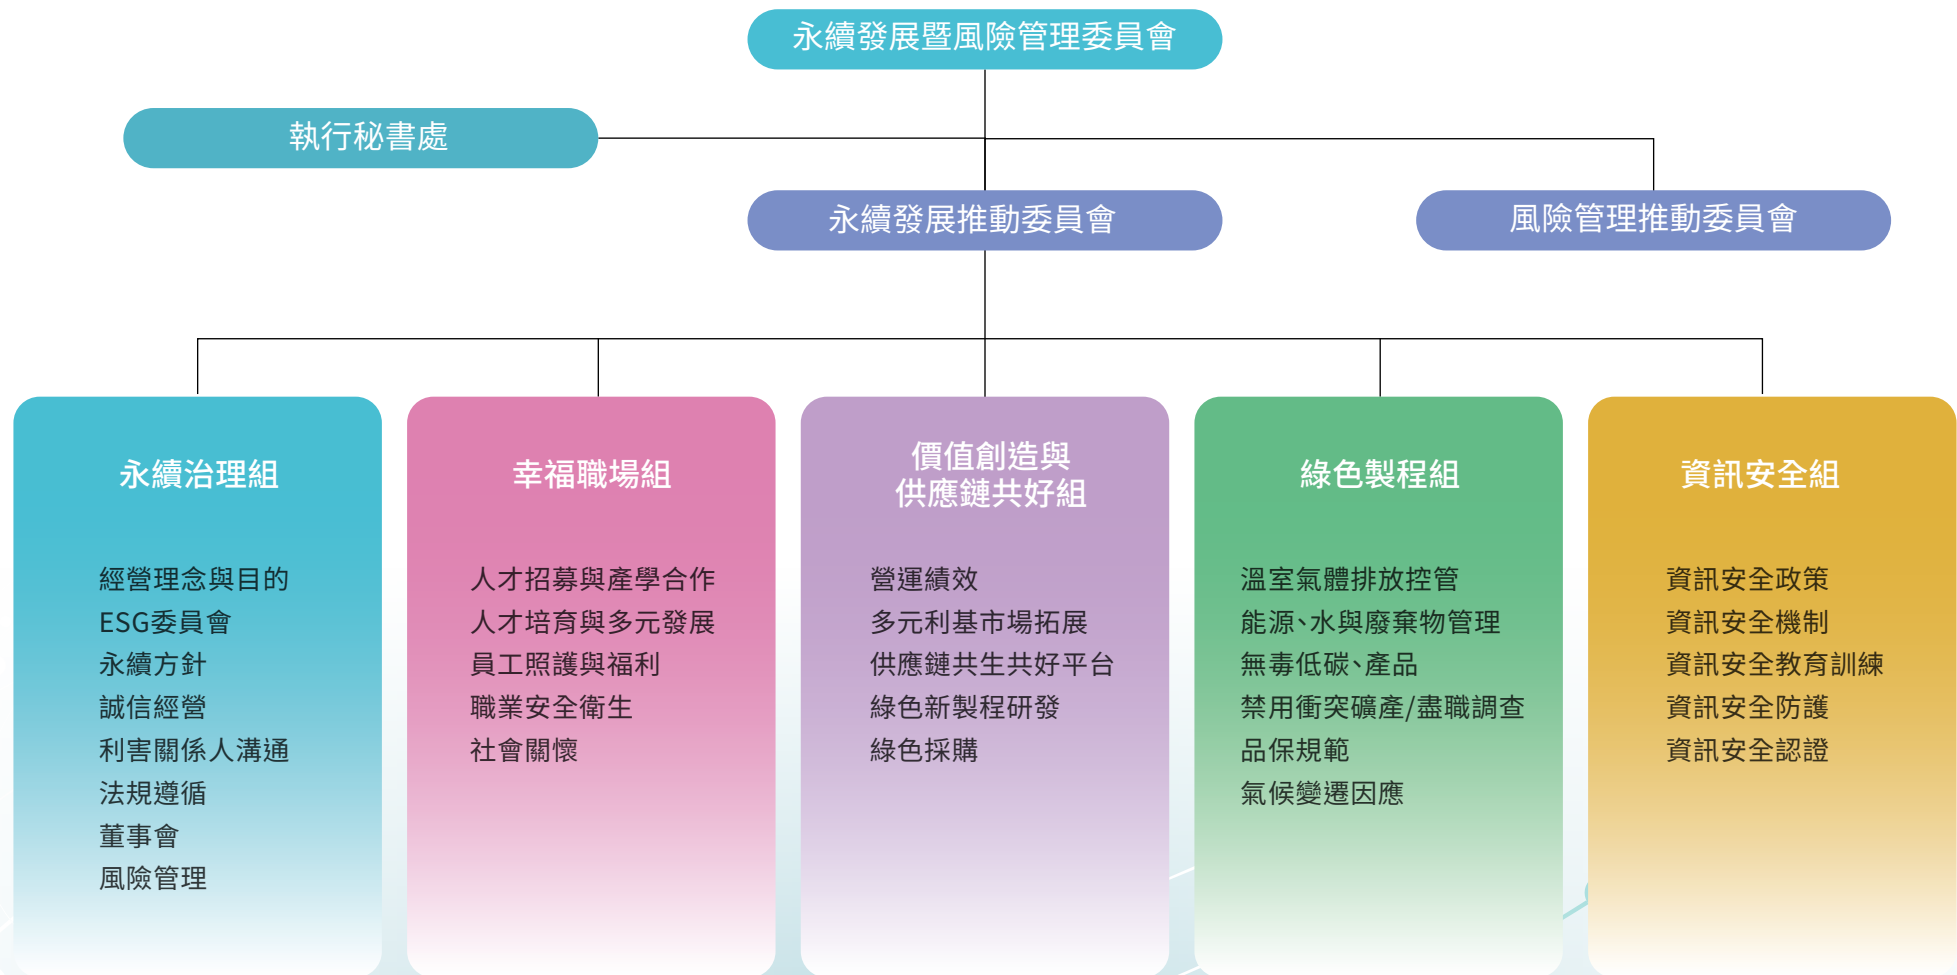 永續發展暨風險管理委員會
執行秘書處
永續發展推動委員會
風險管理推動委員會
永續治理組
經營理念與目的
ESG委員會
永續方針
誠信經營
利害關係人溝通
法規遵循
董事會
風險管理
幸福職場組
人才招募與產學合作
人才培育與多元發展
員工照護與福利
職業安全衛生
社會關懷
價值創造與
供應鏈共好組
營運績效
多元利基市場拓展
供應鏈共生共好平台
綠色新製程研發
綠色採購
綠色製程組
溫室氣體排放控管
能源、水與廢棄物管理
無毒低碳、產品
禁用衝突礦產/盡職調查
品保規範
氣候變遷因應
資訊安全組
資訊安全政策
資訊安全機制
資訊安全教育訓練
資訊安全防護
資訊安全認證